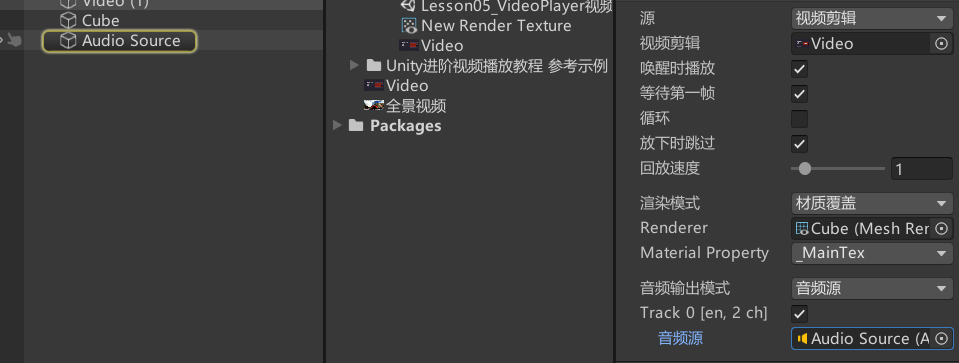 Video (1)
Cube
Audio Source
Lesson05_VideoPlayer视频
New Render Texture
Video
Unity进阶视频播放教程 参考示例
Video
全景视频
Packages
源 视频剪辑
视频剪辑 Video
唤醒时播放
等待第一帧
循环
放下时跳过
回放速度 1
渲染模式 材质覆盖
Renderer Cube (Mesh Ren
Material Property _MainTex
音频输出模式 音频源
Track 0 [en, 2 ch]
音频源 Audio Source (A